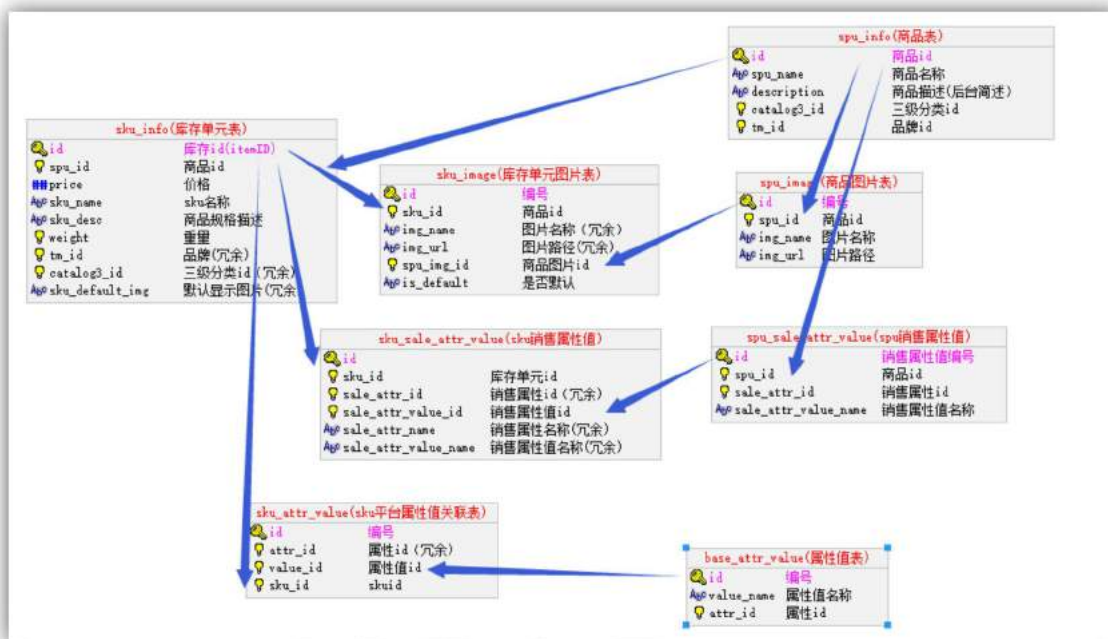 spu_info(商品表)
id 商品id
spu_name 商品名称
description 商品描述(后台简述)
catalog3_id 三级分类id
tm_id 品牌id
sku_info(库存单元表)
id 库存id(itemID)
spu_id 商品id
price 价格
sku_name sku名称
sku_desc 商品规格描述
weight 重量
tm_id 品牌(冗余)
catalog3_id 三级分类id(冗余)
sku_default_img 默认显示图片(冗余
sku_image(库存单元图片表)
id 编号
sku_id 商品id
img_name 图片名称(冗余)
img_url 图片路径(冗余)
spu_img_id 商品图片id
is_default 是否默认
spu_image(商品图片表)
id 编号
spu_id 商品id
img_name 图片名称
img_url 图片路径
sku_sale_attr_value(sku销售属性值)
id
sku_id 库存单元id
sale_attr_id 销售属性id(冗余)
sale_attr_value_id 销售属性值id
sale_attr_name 销售属性名称(冗余)
sale_attr_value_name 销售属性值名称(冗余)
spu_sale_attr_value(spu销售属性值)
id 销售属性值编号
spu_id 商品id
sale_attr_id 销售属性id
sale_attr_value_name 销售属性值名称
sku_attr_value(sku平台属性值关联表)
id 编号
attr_id 属性id(冗余)
value_id 属性值id
sku_id skuid
base_attr_value(属性值表)
id 编号
value_name 属性值名称
attr_id 属性id